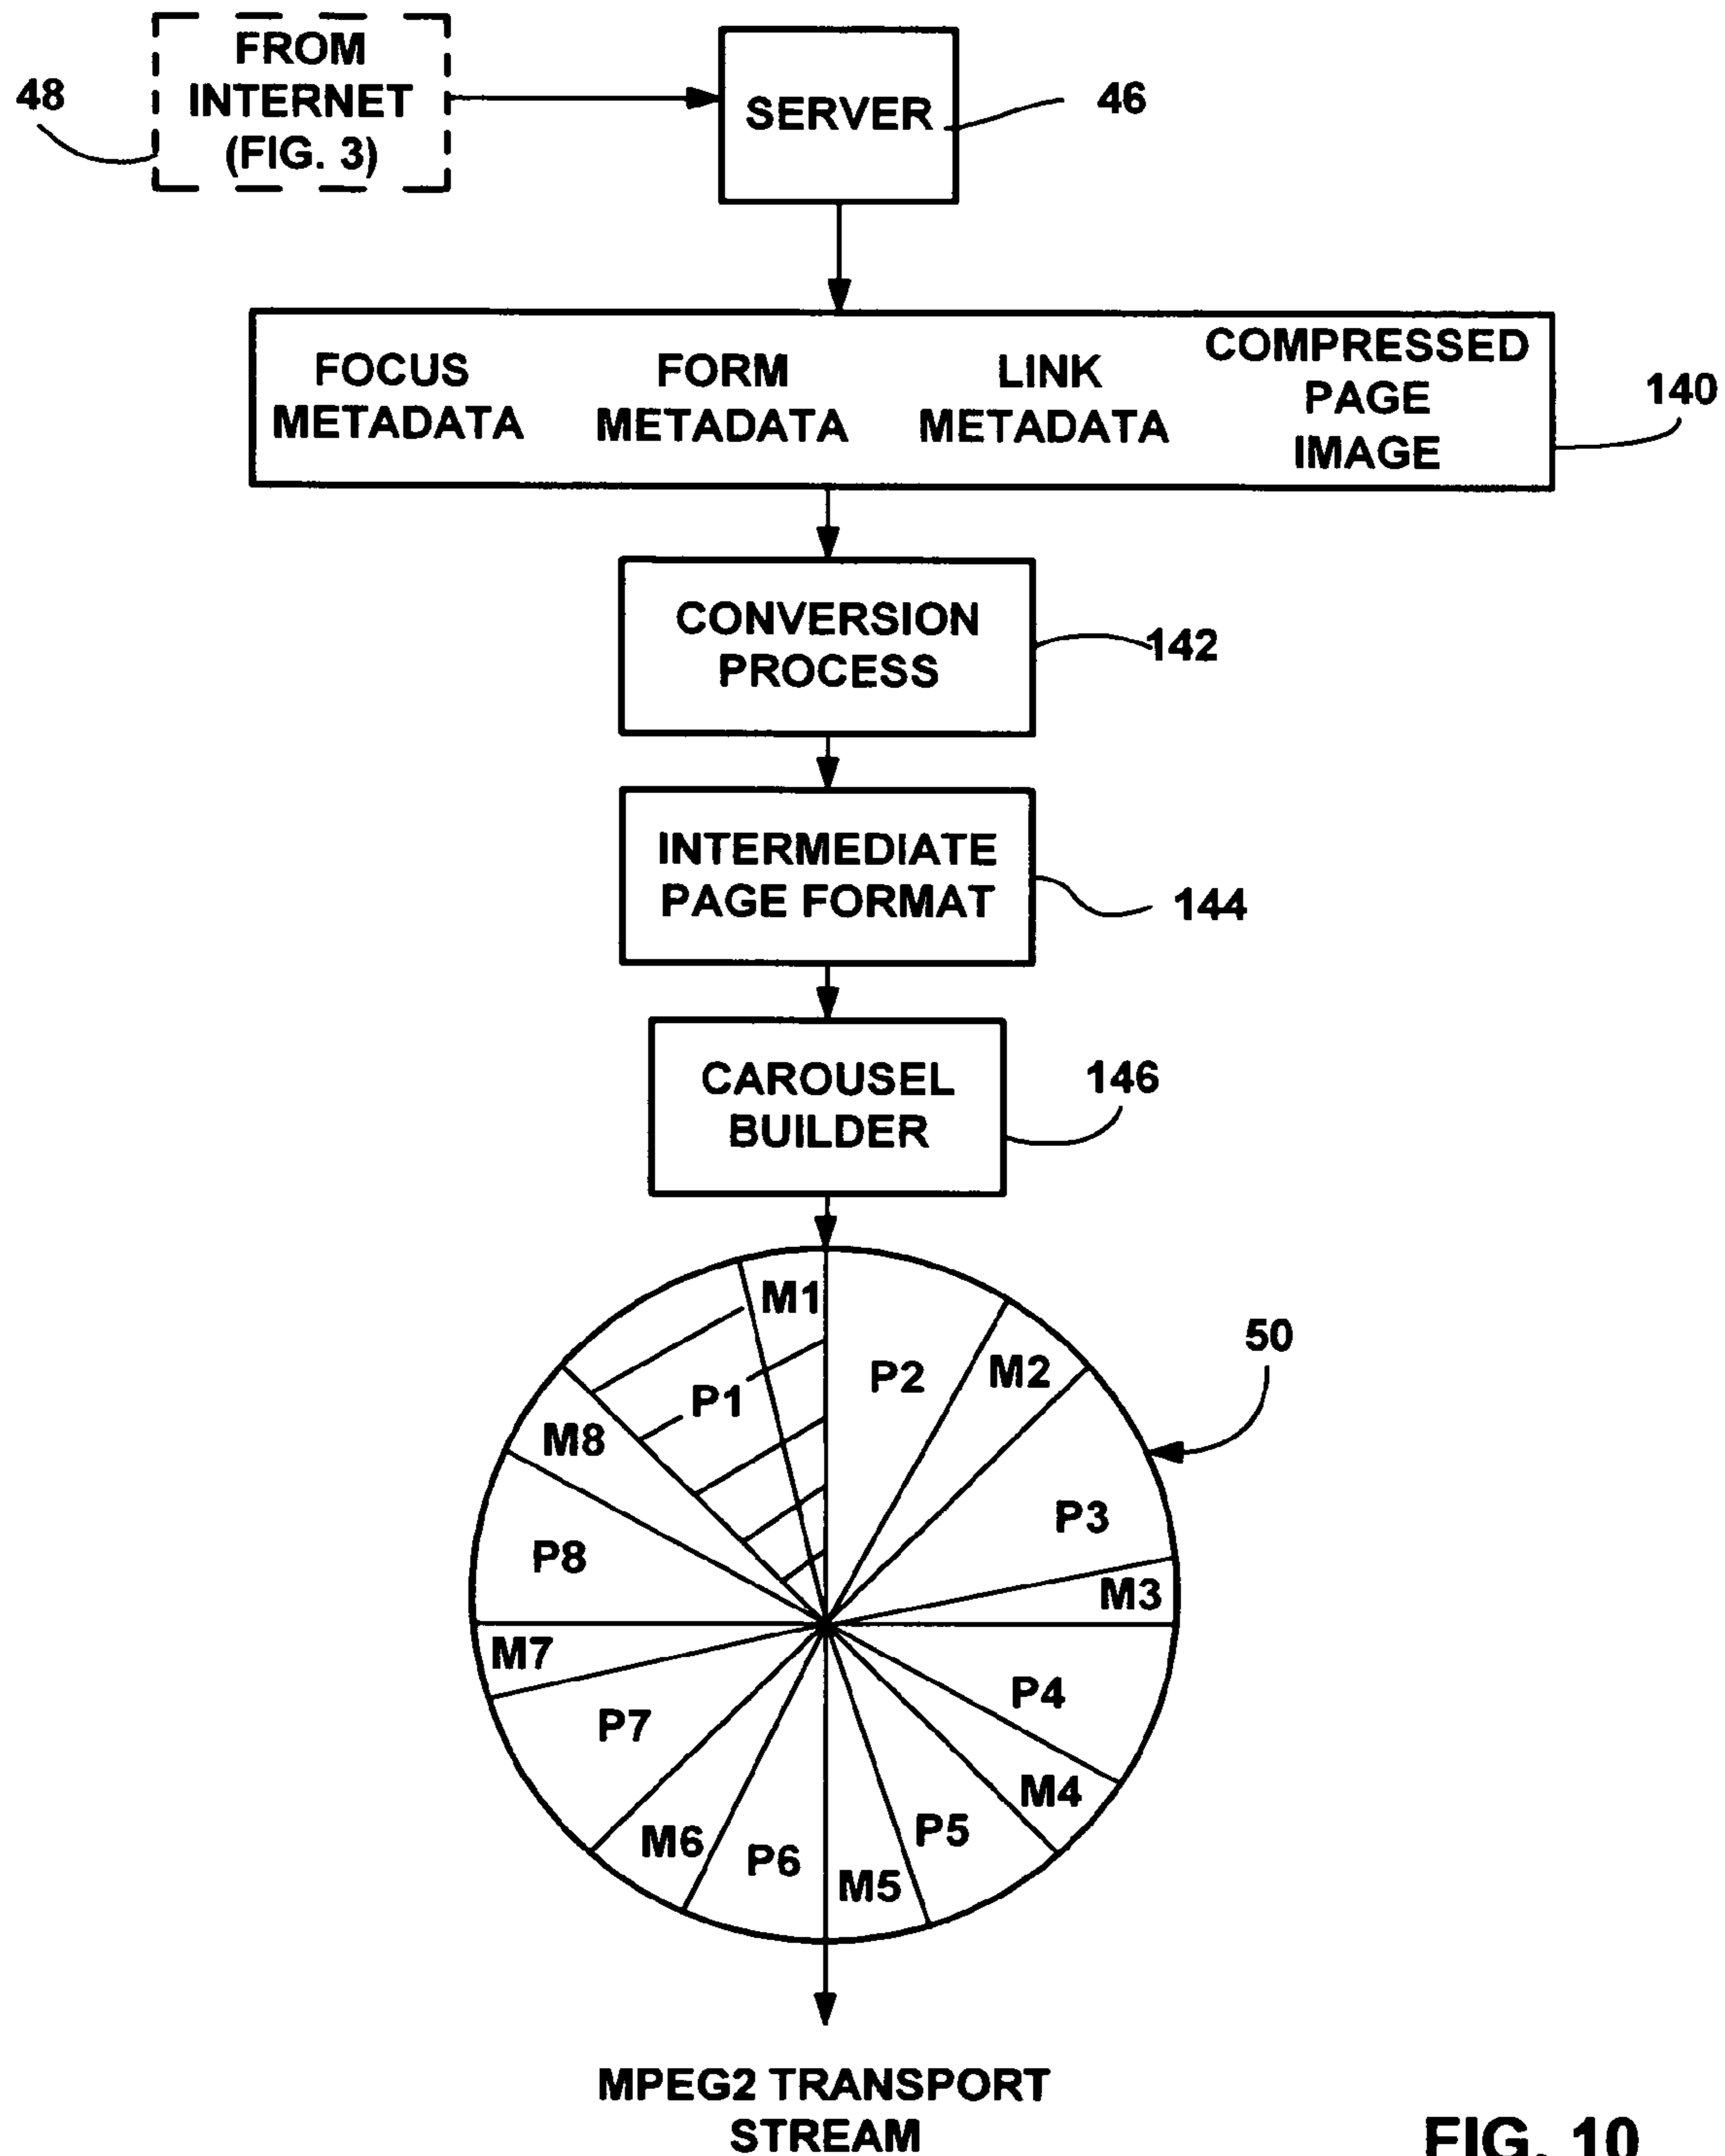 FROM
INTERNET
(FIG. 3)
48
SERVER
46
FOCUS
METADATA
FORM
METADATA
LINK
METADATA
COMPRESSED
PAGE
IMAGE
140
CONVERSION
PROCESS
142
INTERMEDIATE
PAGE FORMAT
144
CAROUSEL
BUILDER
146
M1
P1
P2
M2
50
P3
M3
P4
M4
P5
M5
P6
M6
P7
M7
P8
M8
MPEG2 TRANSPORT
STREAM
FIG. 10